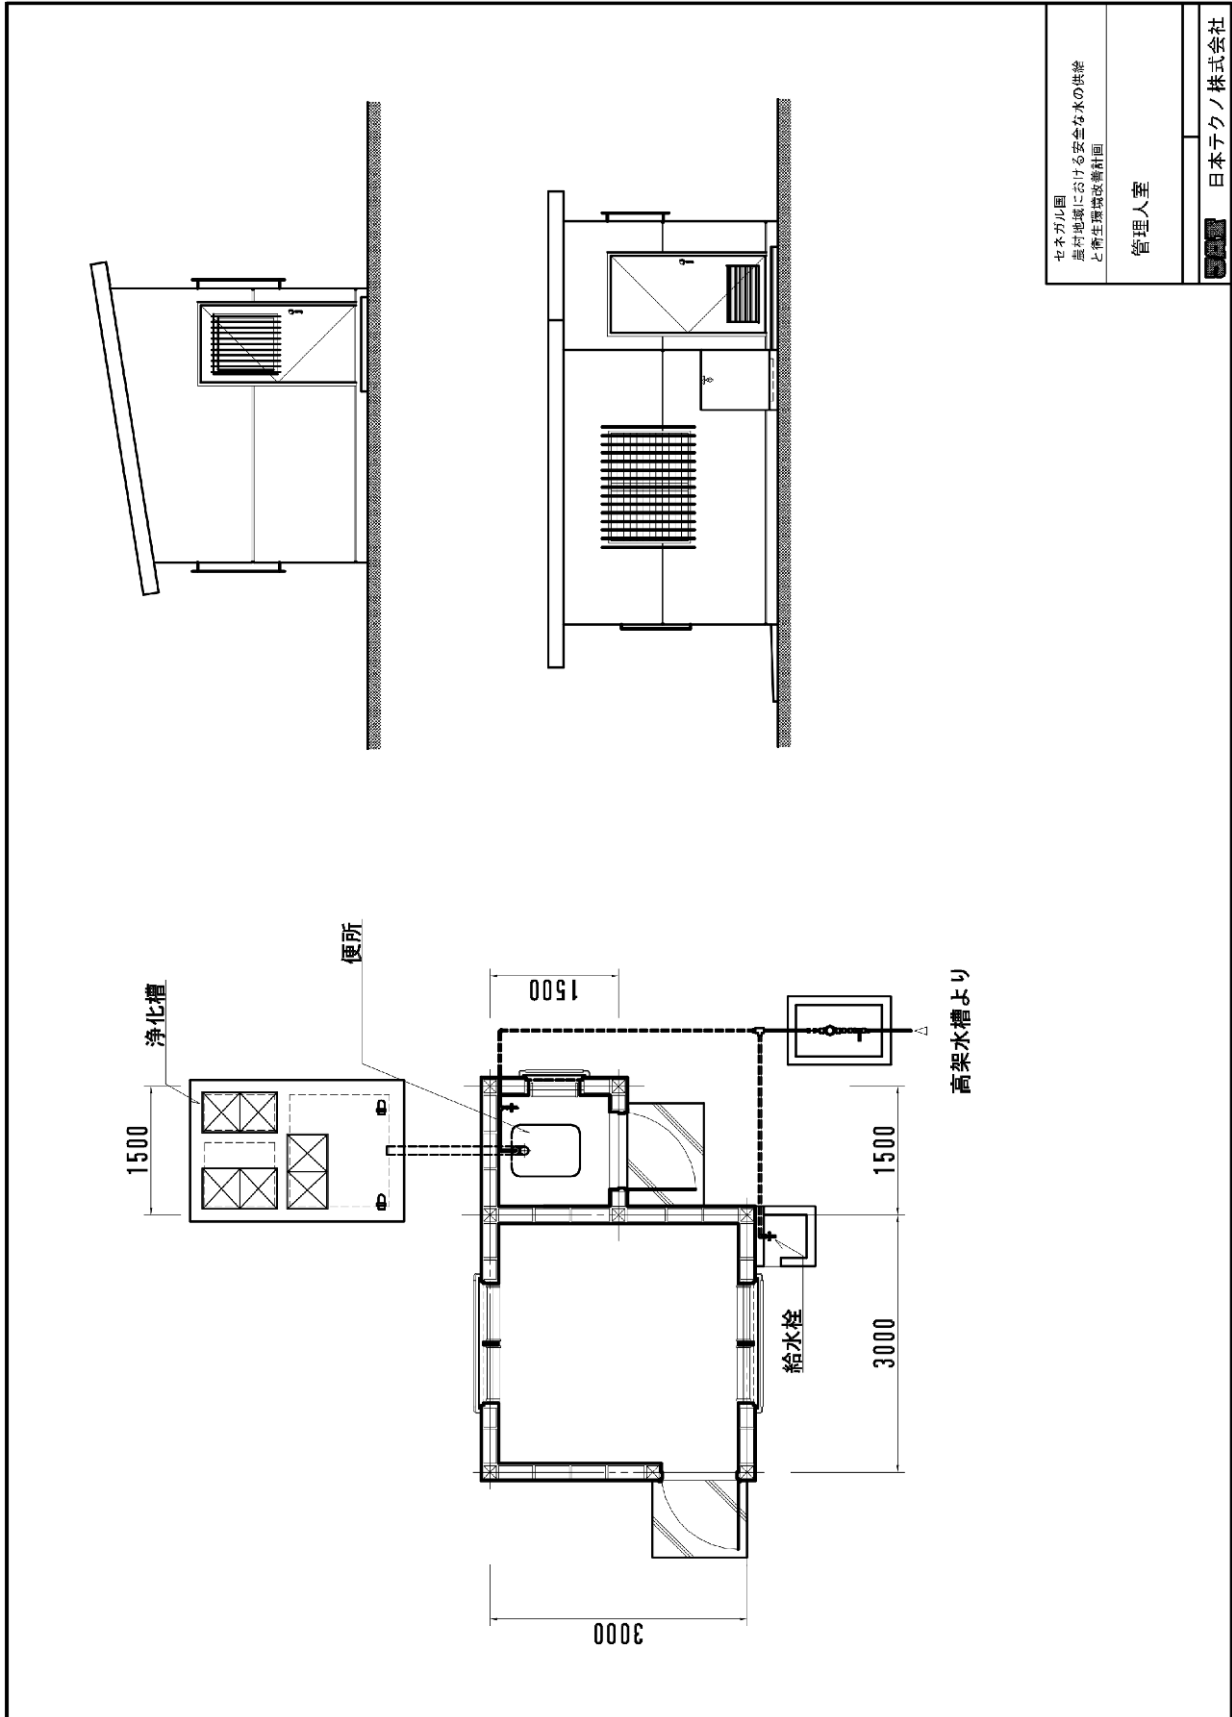 浄化槽
便所
1500
1500
1500
3000
3000
給水栓
高架水槽より
セネガル国
農村地域における安全な水の供給
と衛生環境改善計画
管理人室
日本テクノ株式会社